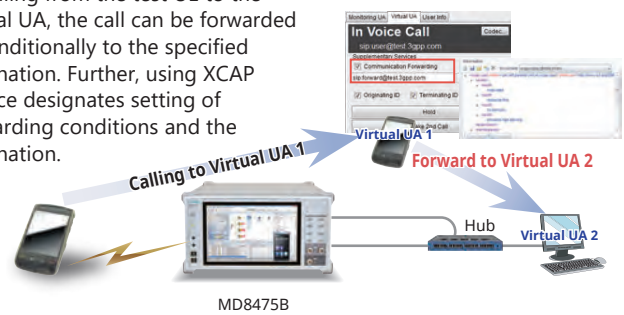 al UA, the call can be forwarded
onditionally to the specified
nation. Further, using XCAP
ce designates setting of
arding conditions and the
nation.
Monitoring UA Virtual UA User Info
In Voice Call Codec...
sip.user@test.3gpp.com
Supplementary Services
Communication Forwarding
sip.forward@test.3gpp.com
Originating ID Terminating ID
Hold
2nd Call
Virtual UA 1
Calling to Virtual UA 1
Forward to Virtual UA 2
Hub
Virtual UA 2
MD8475B